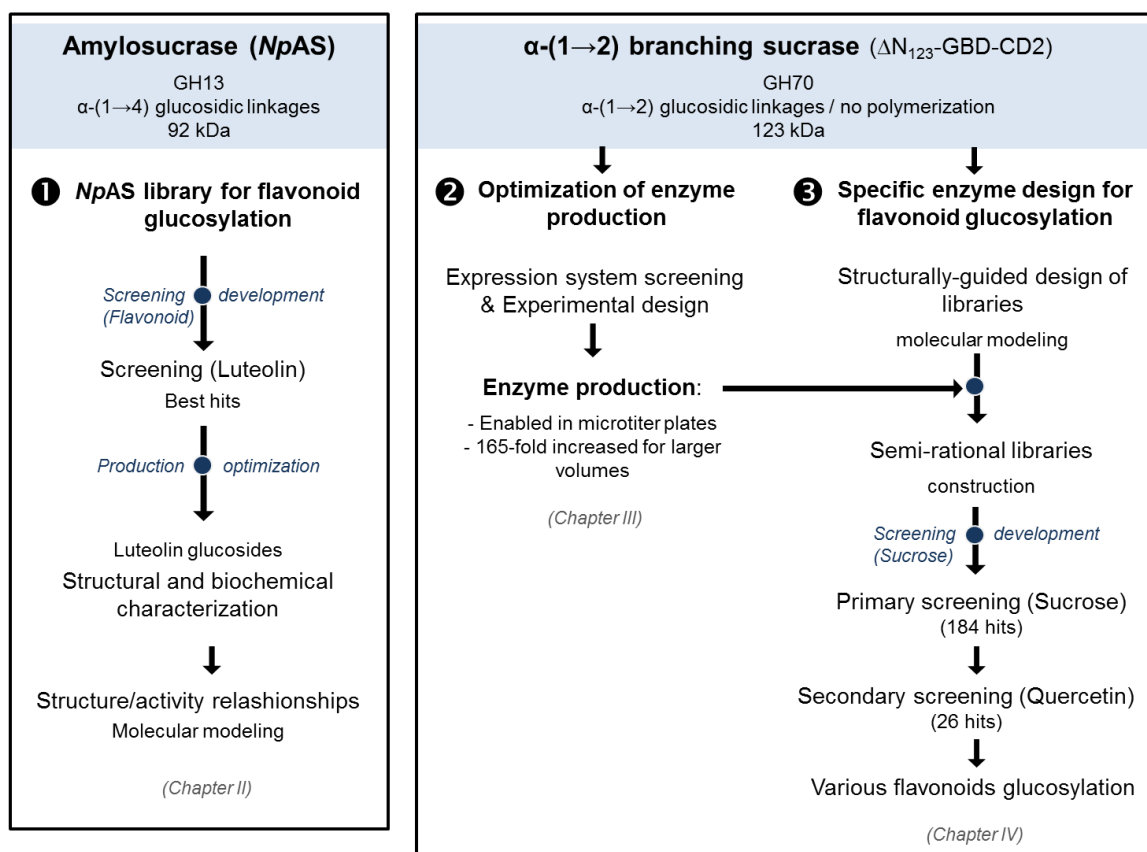 Amylosucrase (NpAS)
GH13
α-(1→4) glucosidic linkages
92 kDa
❶ NpAS library for flavonoid
glucosylation
Screening development
(Flavonoid)
Screening (Luteolin)
Best hits
Production optimization
Luteolin glucosides
Structural and biochemical
characterization
Structure/activity relashionships
Molecular modeling
(Chapter II)
α-(1→2) branching sucrase (ΔN₁₂₃-GBD-CD2)
GH70
α-(1→2) glucosidic linkages / no polymerization
123 kDa
❷ Optimization of enzyme
production
Expression system screening
& Experimental design
Enzyme production:
- Enabled in microtiter plates
- 165-fold increased for larger
volumes
(Chapter III)
❸ Specific enzyme design for
flavonoid glucosylation
Structurally-guided design of
libraries
molecular modeling
Semi-rational libraries
construction
Screening development
(Sucrose)
Primary screening (Sucrose)
(184 hits)
Secondary screening (Quercetin)
(26 hits)
Various flavonoids glucosylation
(Chapter IV)